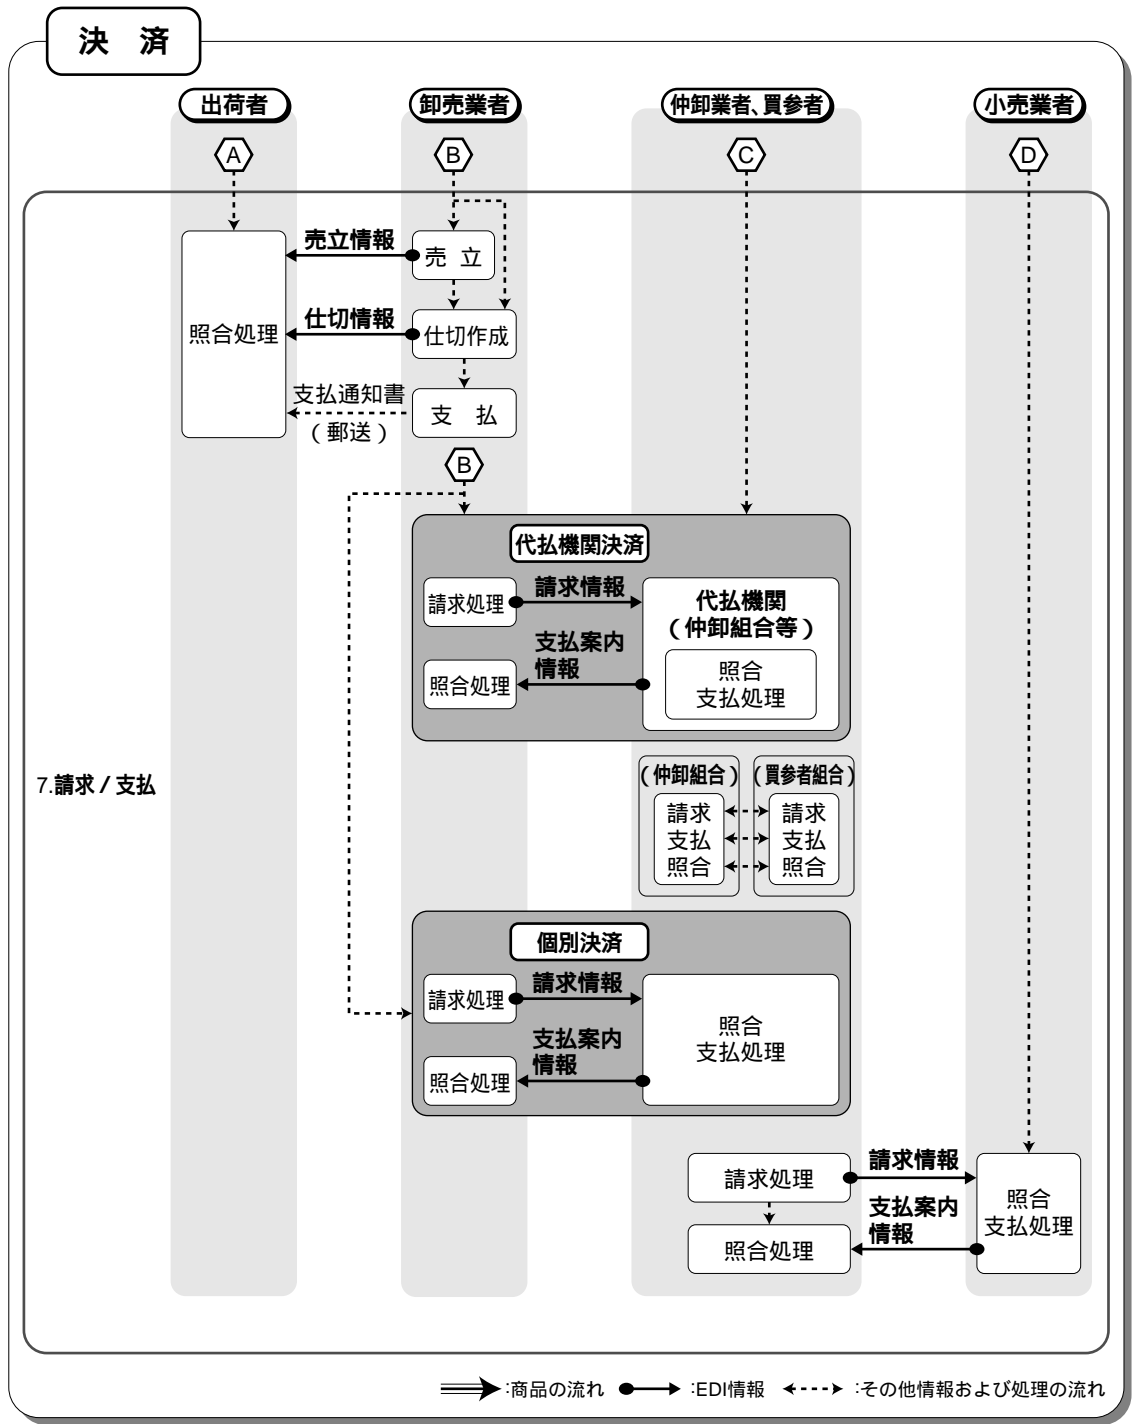 決　済
出荷者
卸売業者
仲卸業者、買参者
小売業者
A
B
C
D
売立情報
売　立
仕切情報
仕切作成
照合処理
支払通知書
（郵送）
支　払
B
代払機関決済
請求処理
請求情報
代払機関
（仲卸組合等）
支払案内
情報
照合処理
照合
支払処理
7.請求／支払
（仲卸組合）
（買参者組合）
請求
支払
照合
請求
支払
照合
個別決済
請求処理
請求情報
照合
支払処理
支払案内
情報
照合処理
請求処理
請求情報
照合
支払処理
支払案内
情報
照合処理
:商品の流れ
:EDI情報
:その他情報および処理の流れ